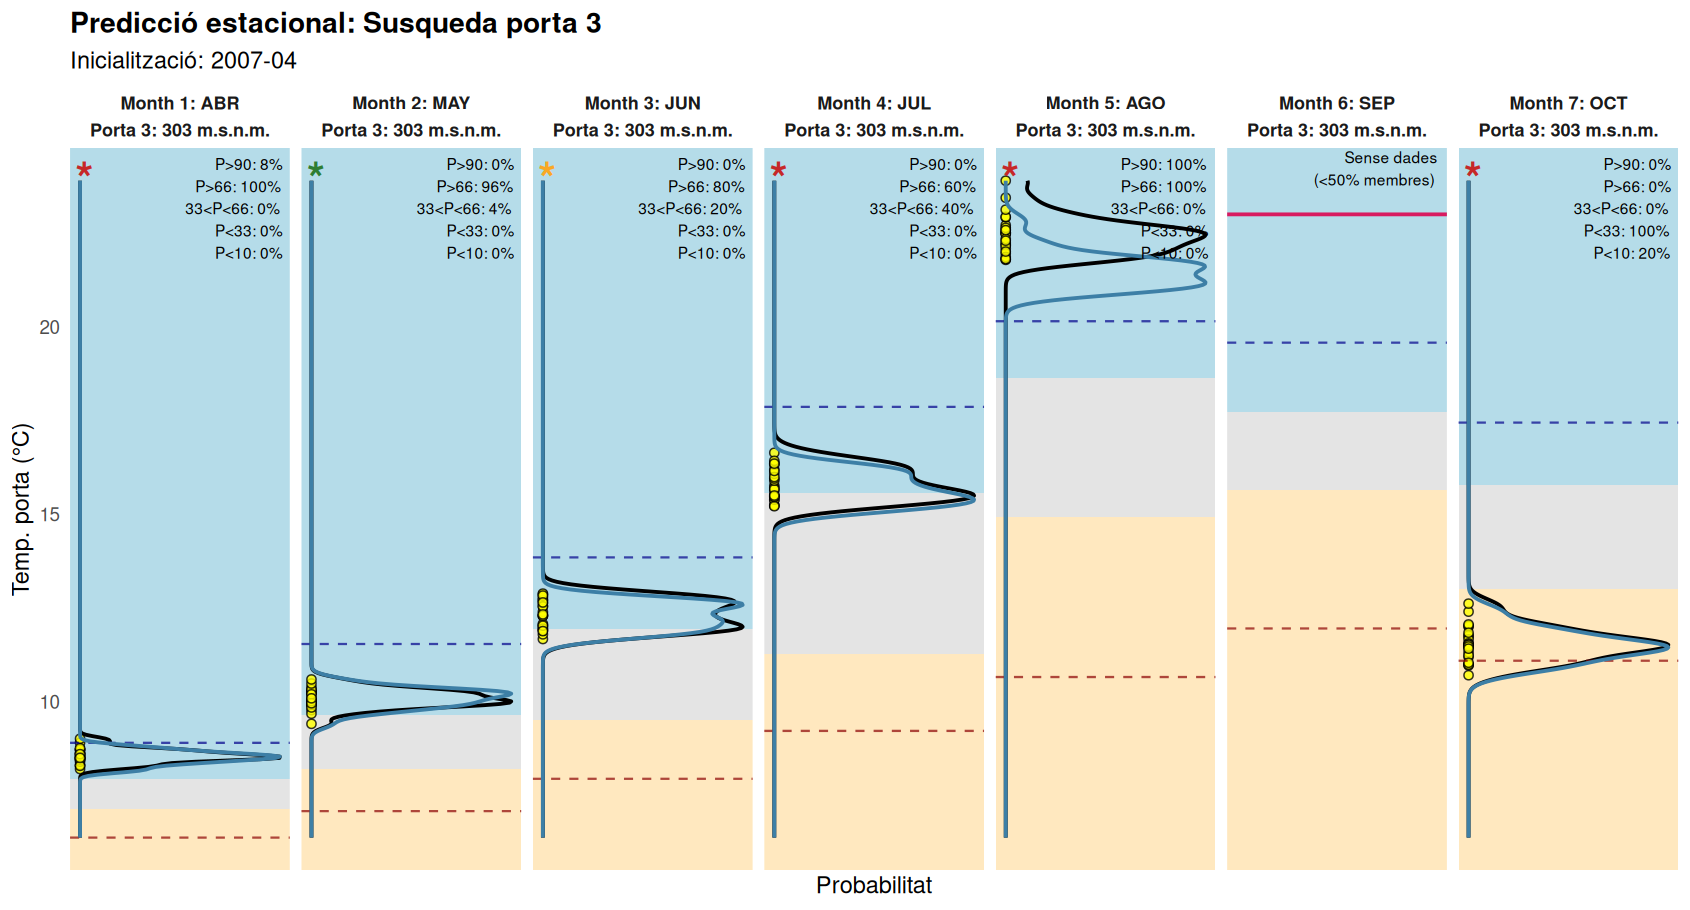 Predicció estacional: Susqueda porta 3
Inicialització: 2007-04
Month 1: ABR
Porta 3: 303 m.s.n.m.
Month 2: MAY
Porta 3: 303 m.s.n.m.
Month 3: JUN
Porta 3: 303 m.s.n.m.
Month 4: JUL
Porta 3: 303 m.s.n.m.
Month 5: AGO
Porta 3: 303 m.s.n.m.
Month 6: SEP
Porta 3: 303 m.s.n.m.
Month 7: OCT
Porta 3: 303 m.s.n.m.
*
P>90: 8%
P>66: 100%
33<P<66: 0%
P<33: 0%
P<10: 0%
*
P>90: 0%
P>66: 96%
33<P<66: 4%
P<33: 0%
P<10: 0%
*
P>90: 0%
P>66: 80%
33<P<66: 20%
P<33: 0%
P<10: 0%
*
P>90: 0%
P>66: 60%
33<P<66: 40%
P<33: 0%
P<10: 0%
*
P>90: 100%
P>66: 100%
33<P<66: 0%
P<33: 0%
P<10: 0%
Sense dades
(<50% membres)
*
P>90: 0%
P>66: 0%
33<P<66: 0%
P<33: 100%
P<10: 20%
20
15
10
Temp. porta (°C)
Probabilitat